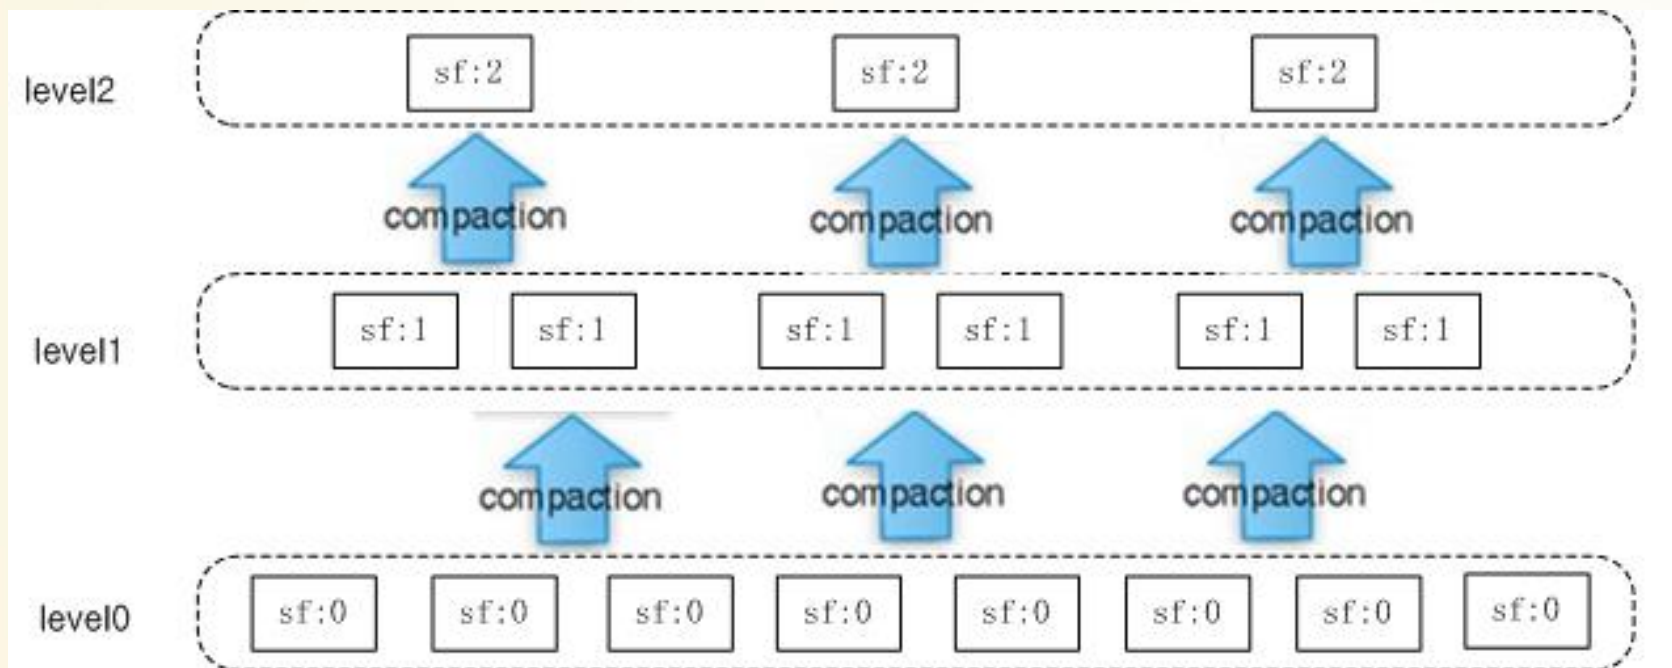 level2
sf:2 sf:2 sf:2
compaction compaction compaction
level1
sf:1 sf:1 sf:1 sf:1 sf:1 sf:1
compaction compaction compaction
level0
sf:0 sf:0 sf:0 sf:0 sf:0 sf:0 sf:0 sf:0